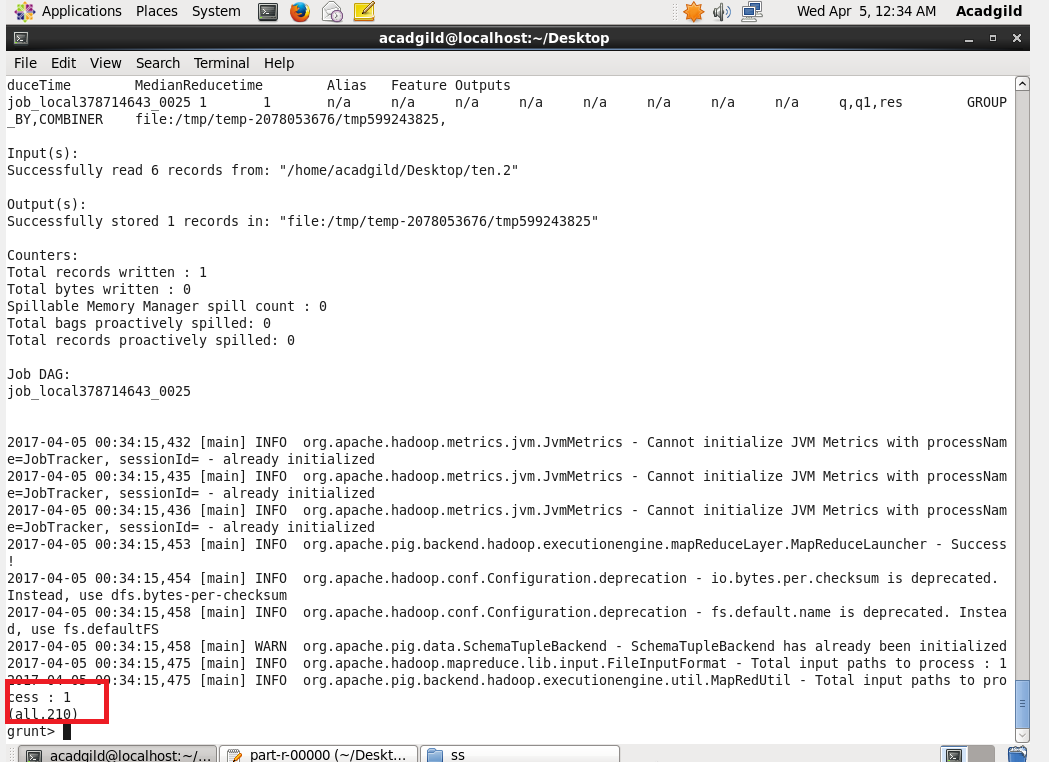 Applications Places System Wed Apr 5, 12:34 AM Acadgild
acadgild@localhost:~/Desktop
File Edit View Search Terminal Help
duceTime MedianReducetime Alias Feature Outputs
job_local378714643_0025 1 1 n/a n/a n/a n/a n/a n/a n/a n/a q,q1,res GROUP
_BY,COMBINER file:/tmp/temp-2078053676/tmp599243825,
Input(s):
Successfully read 6 records from: "/home/acadgild/Desktop/ten.2"
Output(s):
Successfully stored 1 records in: "file:/tmp/temp-2078053676/tmp599243825"
Counters:
Total records written : 1
Total bytes written : 0
Spillable Memory Manager spill count : 0
Total bags proactively spilled: 0
Total records proactively spilled: 0
Job DAG:
job_local378714643_0025
2017-04-05 00:34:15,432 [main] INFO org.apache.hadoop.metrics.jvm.JvmMetrics - Cannot initialize JVM Metrics with processNam
e=JobTracker, sessionId= - already initialized
2017-04-05 00:34:15,435 [main] INFO org.apache.hadoop.metrics.jvm.JvmMetrics - Cannot initialize JVM Metrics with processNam
e=JobTracker, sessionId= - already initialized
2017-04-05 00:34:15,436 [main] INFO org.apache.hadoop.metrics.jvm.JvmMetrics - Cannot initialize JVM Metrics with processNam
e=JobTracker, sessionId= - already initialized
2017-04-05 00:34:15,453 [main] INFO org.apache.pig.backend.hadoop.executionengine.mapReduceLayer.MapReduceLauncher - Success
!
2017-04-05 00:34:15,454 [main] INFO org.apache.hadoop.conf.Configuration.deprecation - io.bytes.per.checksum is deprecated.
Instead, use dfs.bytes-per-checksum
2017-04-05 00:34:15,458 [main] INFO org.apache.hadoop.conf.Configuration.deprecation - fs.default.name is deprecated. Instea
d, use fs.defaultFS
2017-04-05 00:34:15,458 [main] WARN org.apache.pig.data.SchemaTupleBackend - SchemaTupleBackend has already been initialized
2017-04-05 00:34:15,475 [main] INFO org.apache.hadoop.mapreduce.lib.input.FileInputFormat - Total input paths to process : 1
2017-04-05 00:34:15,475 [main] INFO org.apache.pig.backend.hadoop.executionengine.util.MapRedUtil - Total input paths to pro
cess : 1
(all,210)
grunt>
acadgild@localhost:~/... part-r-00000 (~/Deskt... ss